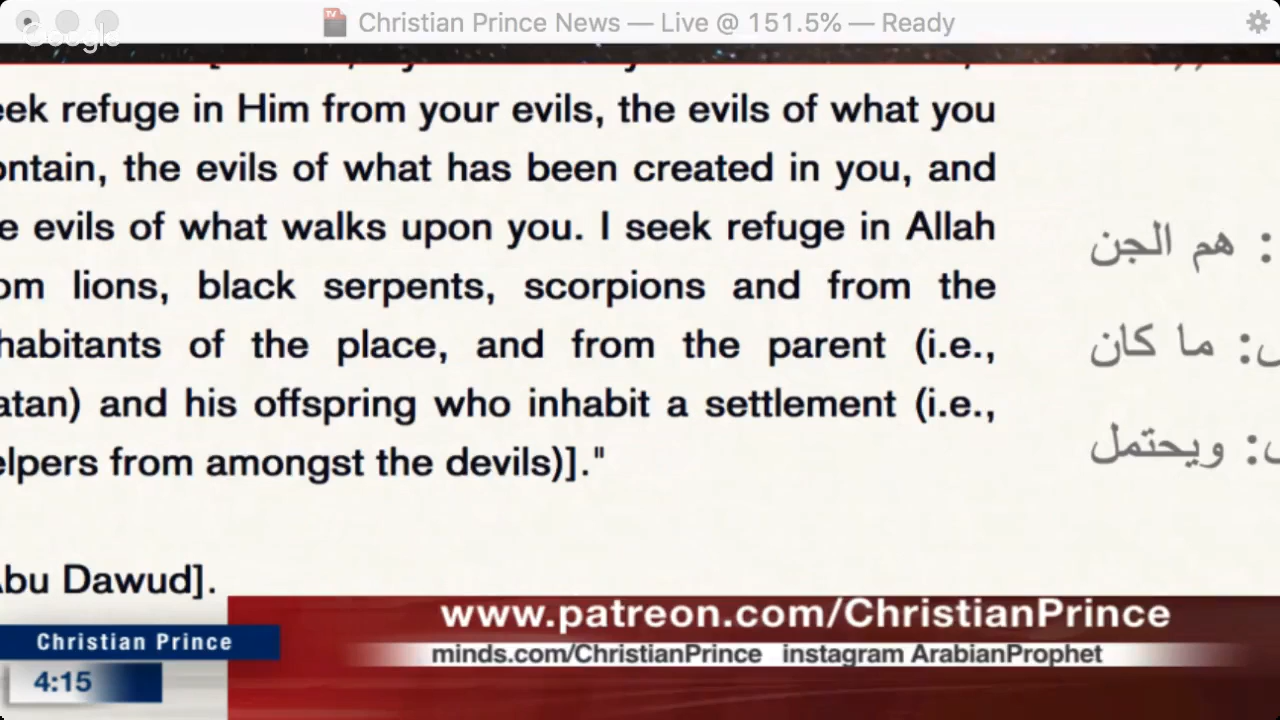 Google
Christian Prince News — Live @ 151.5% — Ready
eek refuge in Him from your evils, the evils of what you
ontain, the evils of what has been created in you, and
e evils of what walks upon you. I seek refuge in Allah
om lions, black serpents, scorpions and from the
habitants of the place, and from the parent (i.e.,
atan) and his offspring who inhabit a settlement (i.e.,
elpers from amongst the devils)]."
Abu Dawud].
: هم الجن
: ما كان
: ويحتمل
www.patreon.com/ChristianPrince
Christian Prince
minds.com/ChristianPrince instagram ArabianProphet
4:15